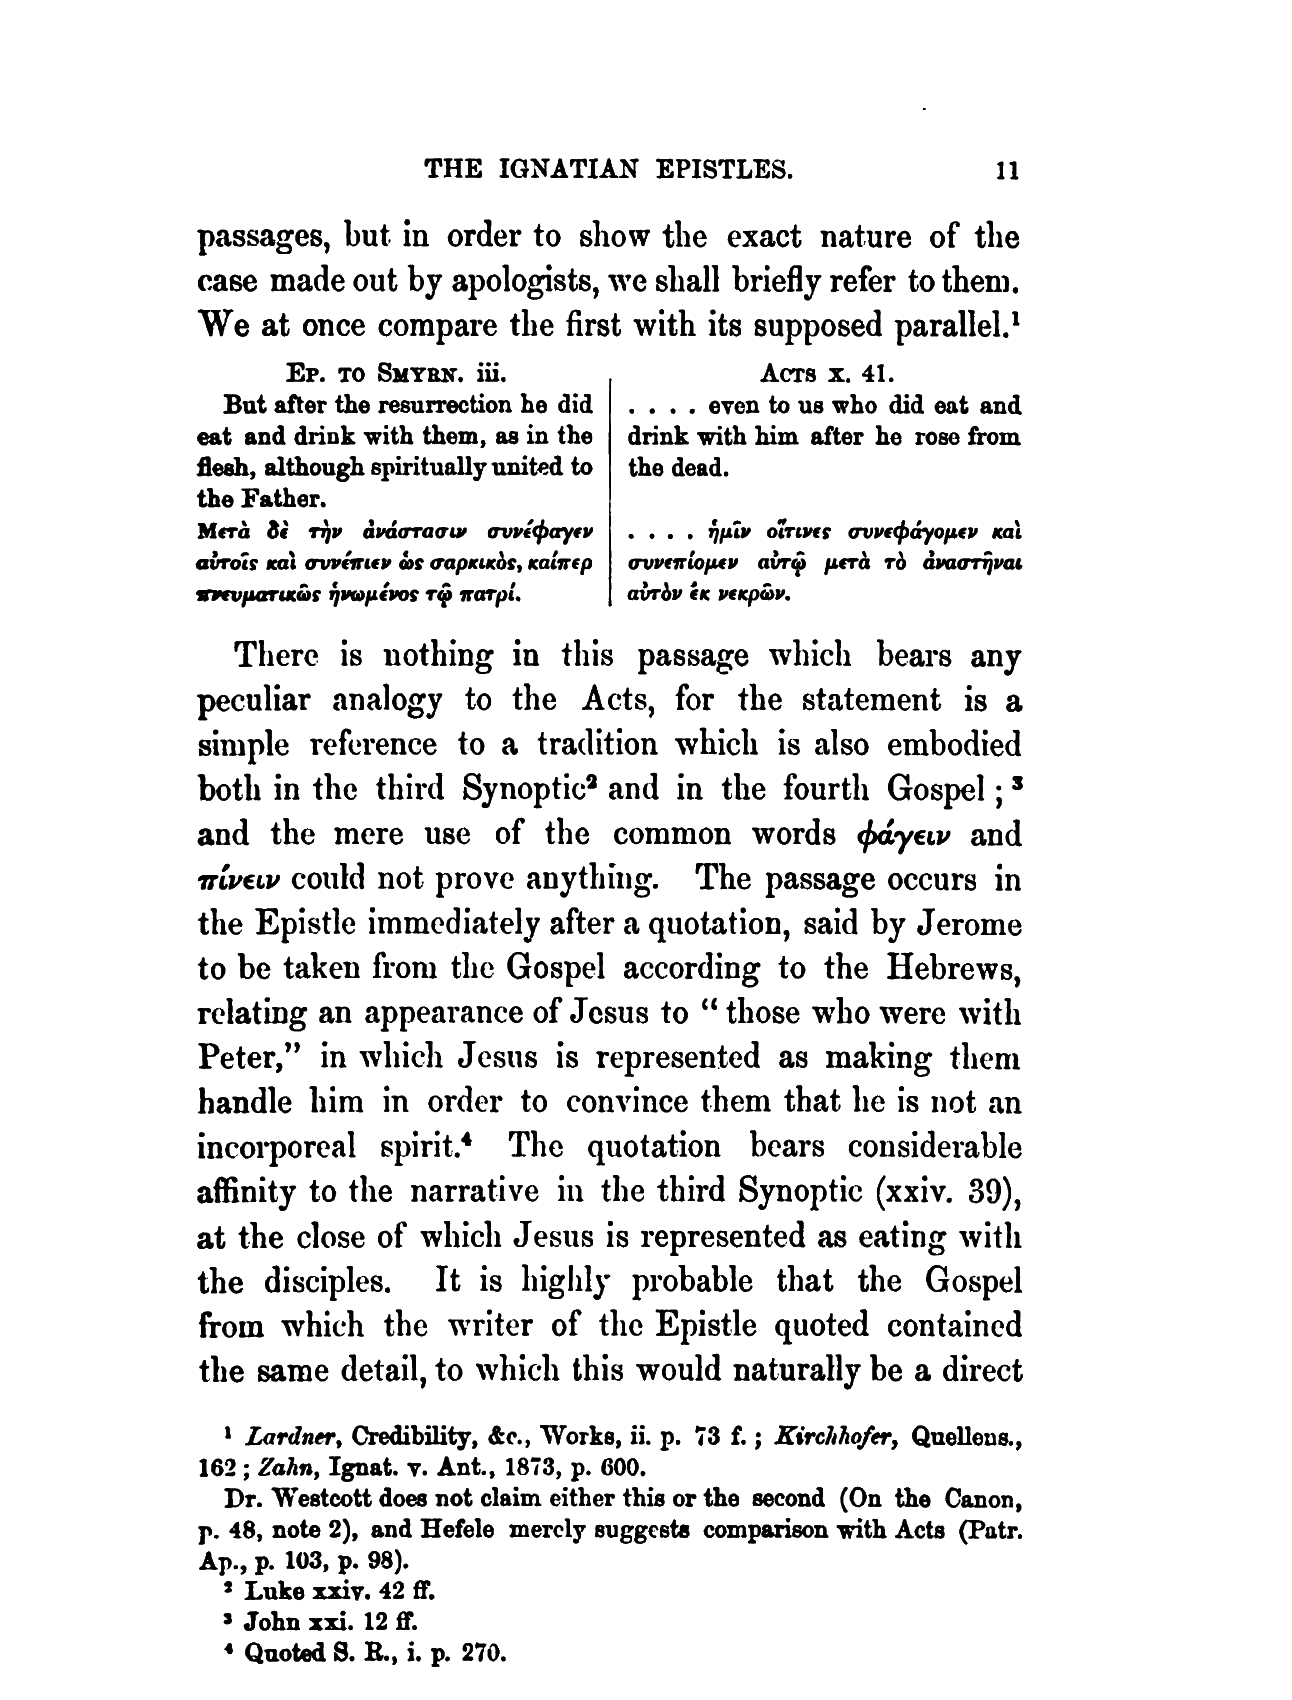 THE IGNATIAN EPISTLES. 11
passages, but in order to show the exact nature of the
case made out by apologists, we shall briefly refer to them.
We at once compare the first with its supposed parallel.¹
EP. TO SMYRN. iii.
But after the resurrection he did
eat and drink with them, as in the
flesh, although spiritually united to
the Father.
Μετὰ δὲ τὴν ἀνάστασιν συνέφαγεν
αὐτοῖς καὶ συνέπιεν ὡς σαρκικὸς, καίπερ
πνευματικῶς ἡνωμένος τῷ πατρί.
ACTS x. 41.
. . . . even to us who did eat and
drink with him after he rose from
the dead.
. . . . ἡμῖν οἵτινες συνεφάγομεν καὶ
συνεπίομεν αὐτῷ μετὰ τὸ ἀναστῆναι
αὐτὸν ἐκ νεκρῶν.
There is nothing in this passage which bears any
peculiar analogy to the Acts, for the statement is a
simple reference to a tradition which is also embodied
both in the third Synoptic² and in the fourth Gospel ; ³
and the mere use of the common words φάγειν and
πίνειν could not prove anything. The passage occurs in
the Epistle immediately after a quotation, said by Jerome
to be taken from the Gospel according to the Hebrews,
relating an appearance of Jesus to “ those who were with
Peter,” in which Jesus is represented as making them
handle him in order to convince them that he is not an
incorporeal spirit.⁴ The quotation bears considerable
affinity to the narrative in the third Synoptic (xxiv. 39),
at the close of which Jesus is represented as eating with
the disciples. It is highly probable that the Gospel
from which the writer of the Epistle quoted contained
the same detail, to which this would naturally be a direct
¹ Lardner, Credibility, &c., Works, ii. p. 73 f. ; Kirchhofer, Quellens.,
162 ; Zahn, Ignat. v. Ant., 1873, p. 600.
Dr. Westcott does not claim either this or the second (On the Canon,
p. 48, note 2), and Hefele merely suggests comparison with Acts (Patr.
Ap., p. 103, p. 98).
² Luke xxiv. 42 ff.
³ John xxi. 12 ff.
⁴ Quoted S. R., i. p. 270.